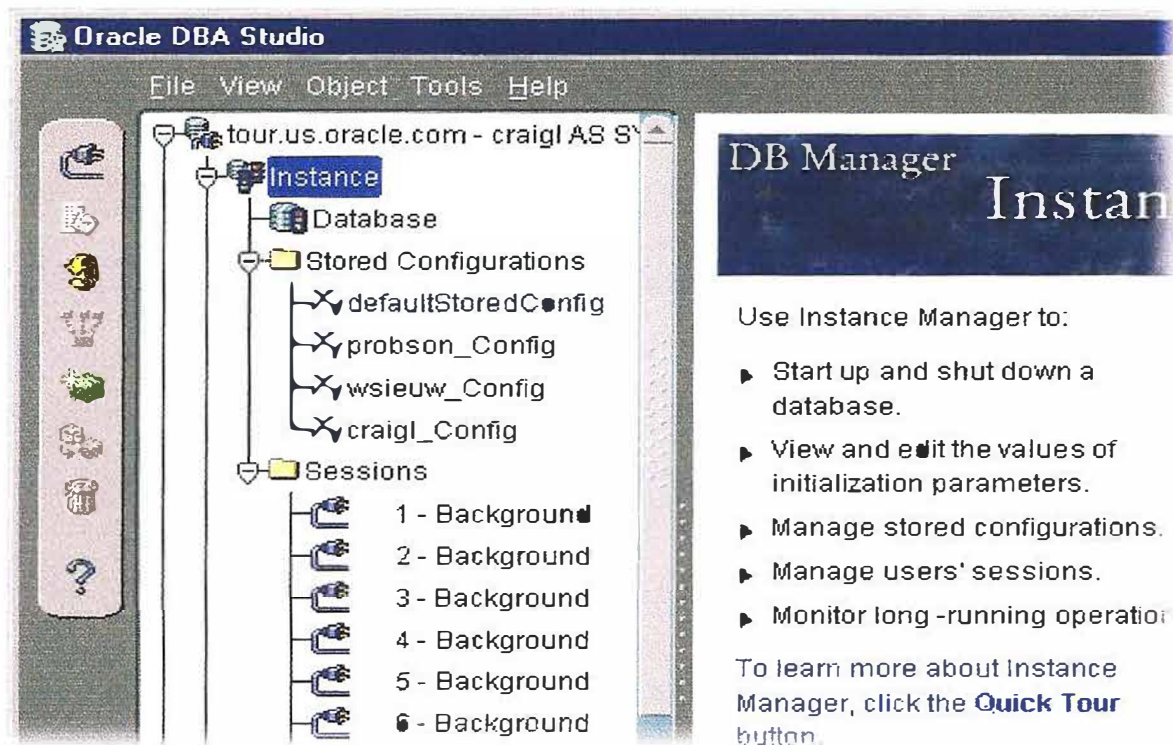 Oracle DBA Studio
File View Object Tools Help
tour.us.oracle.com - craigl AS SY
Instance
Database
Stored Configurations
defaultStoredConfig
probson_Config
wsieuw_Config
craigl_Config
Sessions
1 - Background
2 - Background
3 - Background
4 - Background
5 - Background
6 - Background
DB Manager
Instan
Use Instance Manager to:
Start up and shut down a
database.
View and edit the values of
initialization parameters.
Manage stored configurations.
Manage users' sessions.
Monitor long -running operation
To learn more about Instance
Manager, click the Quick Tour
button.